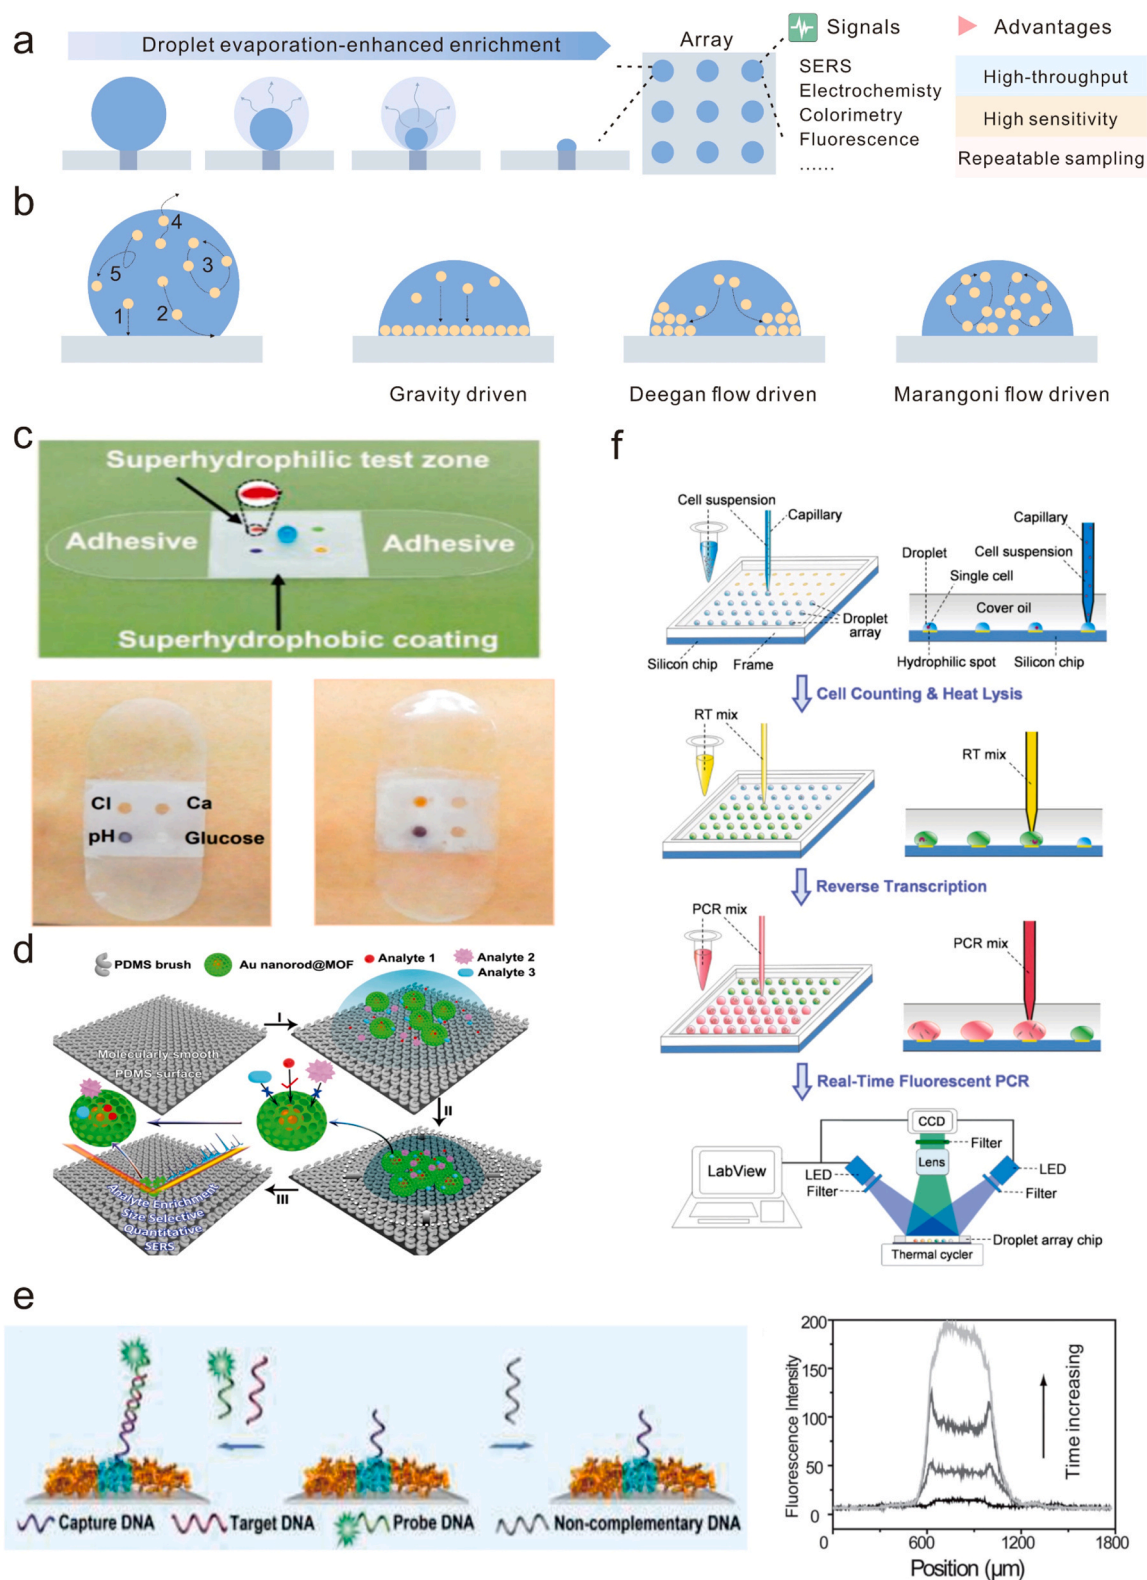 a
Droplet evaporation-enhanced enrichment
Array
Signals
SERS
Electrochemisty
Colorimetry
Fluorescence
......
Advantages
High-throughput
High sensitivity
Repeatable sampling
b
1
2
3
4
5
Gravity driven
Deegan flow driven
Marangoni flow driven
c
Superhydrophilic test zone
Adhesive
Adhesive
Superhydrophobic coating
Cl
Ca
pH
Glucose
d
PDMS brush
Au nanorod@MOF
Analyte 1
Analyte 2
Analyte 3
I
Molecularly smooth
PDMS surface
II
III
Analyte Enrichment
Size Selective
Quantitative
SERS
e
Capture DNA
Target DNA
Probe DNA
Non-complementary DNA
Fluorescence Intensity
200
150
100
50
0
Time increasing
0
600
1200
1800
Position (μm)
f
Cell suspension
Capillary
Droplet array
Silicon chip
Frame
Capillary
Cell suspension
Droplet
Single cell
Cover oil
Hydrophilic spot
Silicon chip
Cell Counting & Heat Lysis
RT mix
RT mix
Reverse Transcription
PCR mix
PCR mix
Real-Time Fluorescent PCR
CCD
Filter
LabView
Lens
LED
Filter
LED
Filter
Droplet array chip
Thermal cycler